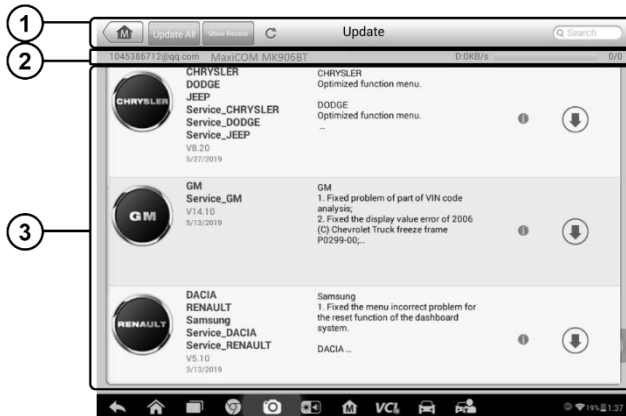 1
Update All
Show Recent
Update
Search
2
1045386712@qq.com MaxiCOM MK906BT D:0KB/s 0/0
3
CHRYSLER
CHRYSLER
DODGE
JEEP
Service_CHRYSLER
Service_DODGE
Service_JEEP
V8.20
5/27/2019
CHRYSLER
Optimized function menu.
DODGE
Optimized function menu.
...
GM
GM
Service_GM
V14.10
5/13/2019
GM
1. Fixed problem of part of VIN code
analysis;
2. Fixed the display value error of 2006
(C) Chevrolet Truck freeze frame
P0299-00;...
RENAULT
DACIA
RENAULT
Samsung
Service_DACIA
Service_RENAULT
V5.10
3/13/2019
Samsung
1. Fixed the menu incorrect problem for
the reset function of the dashboard
system.
DACIA ...
M
VCI
19% 1:37